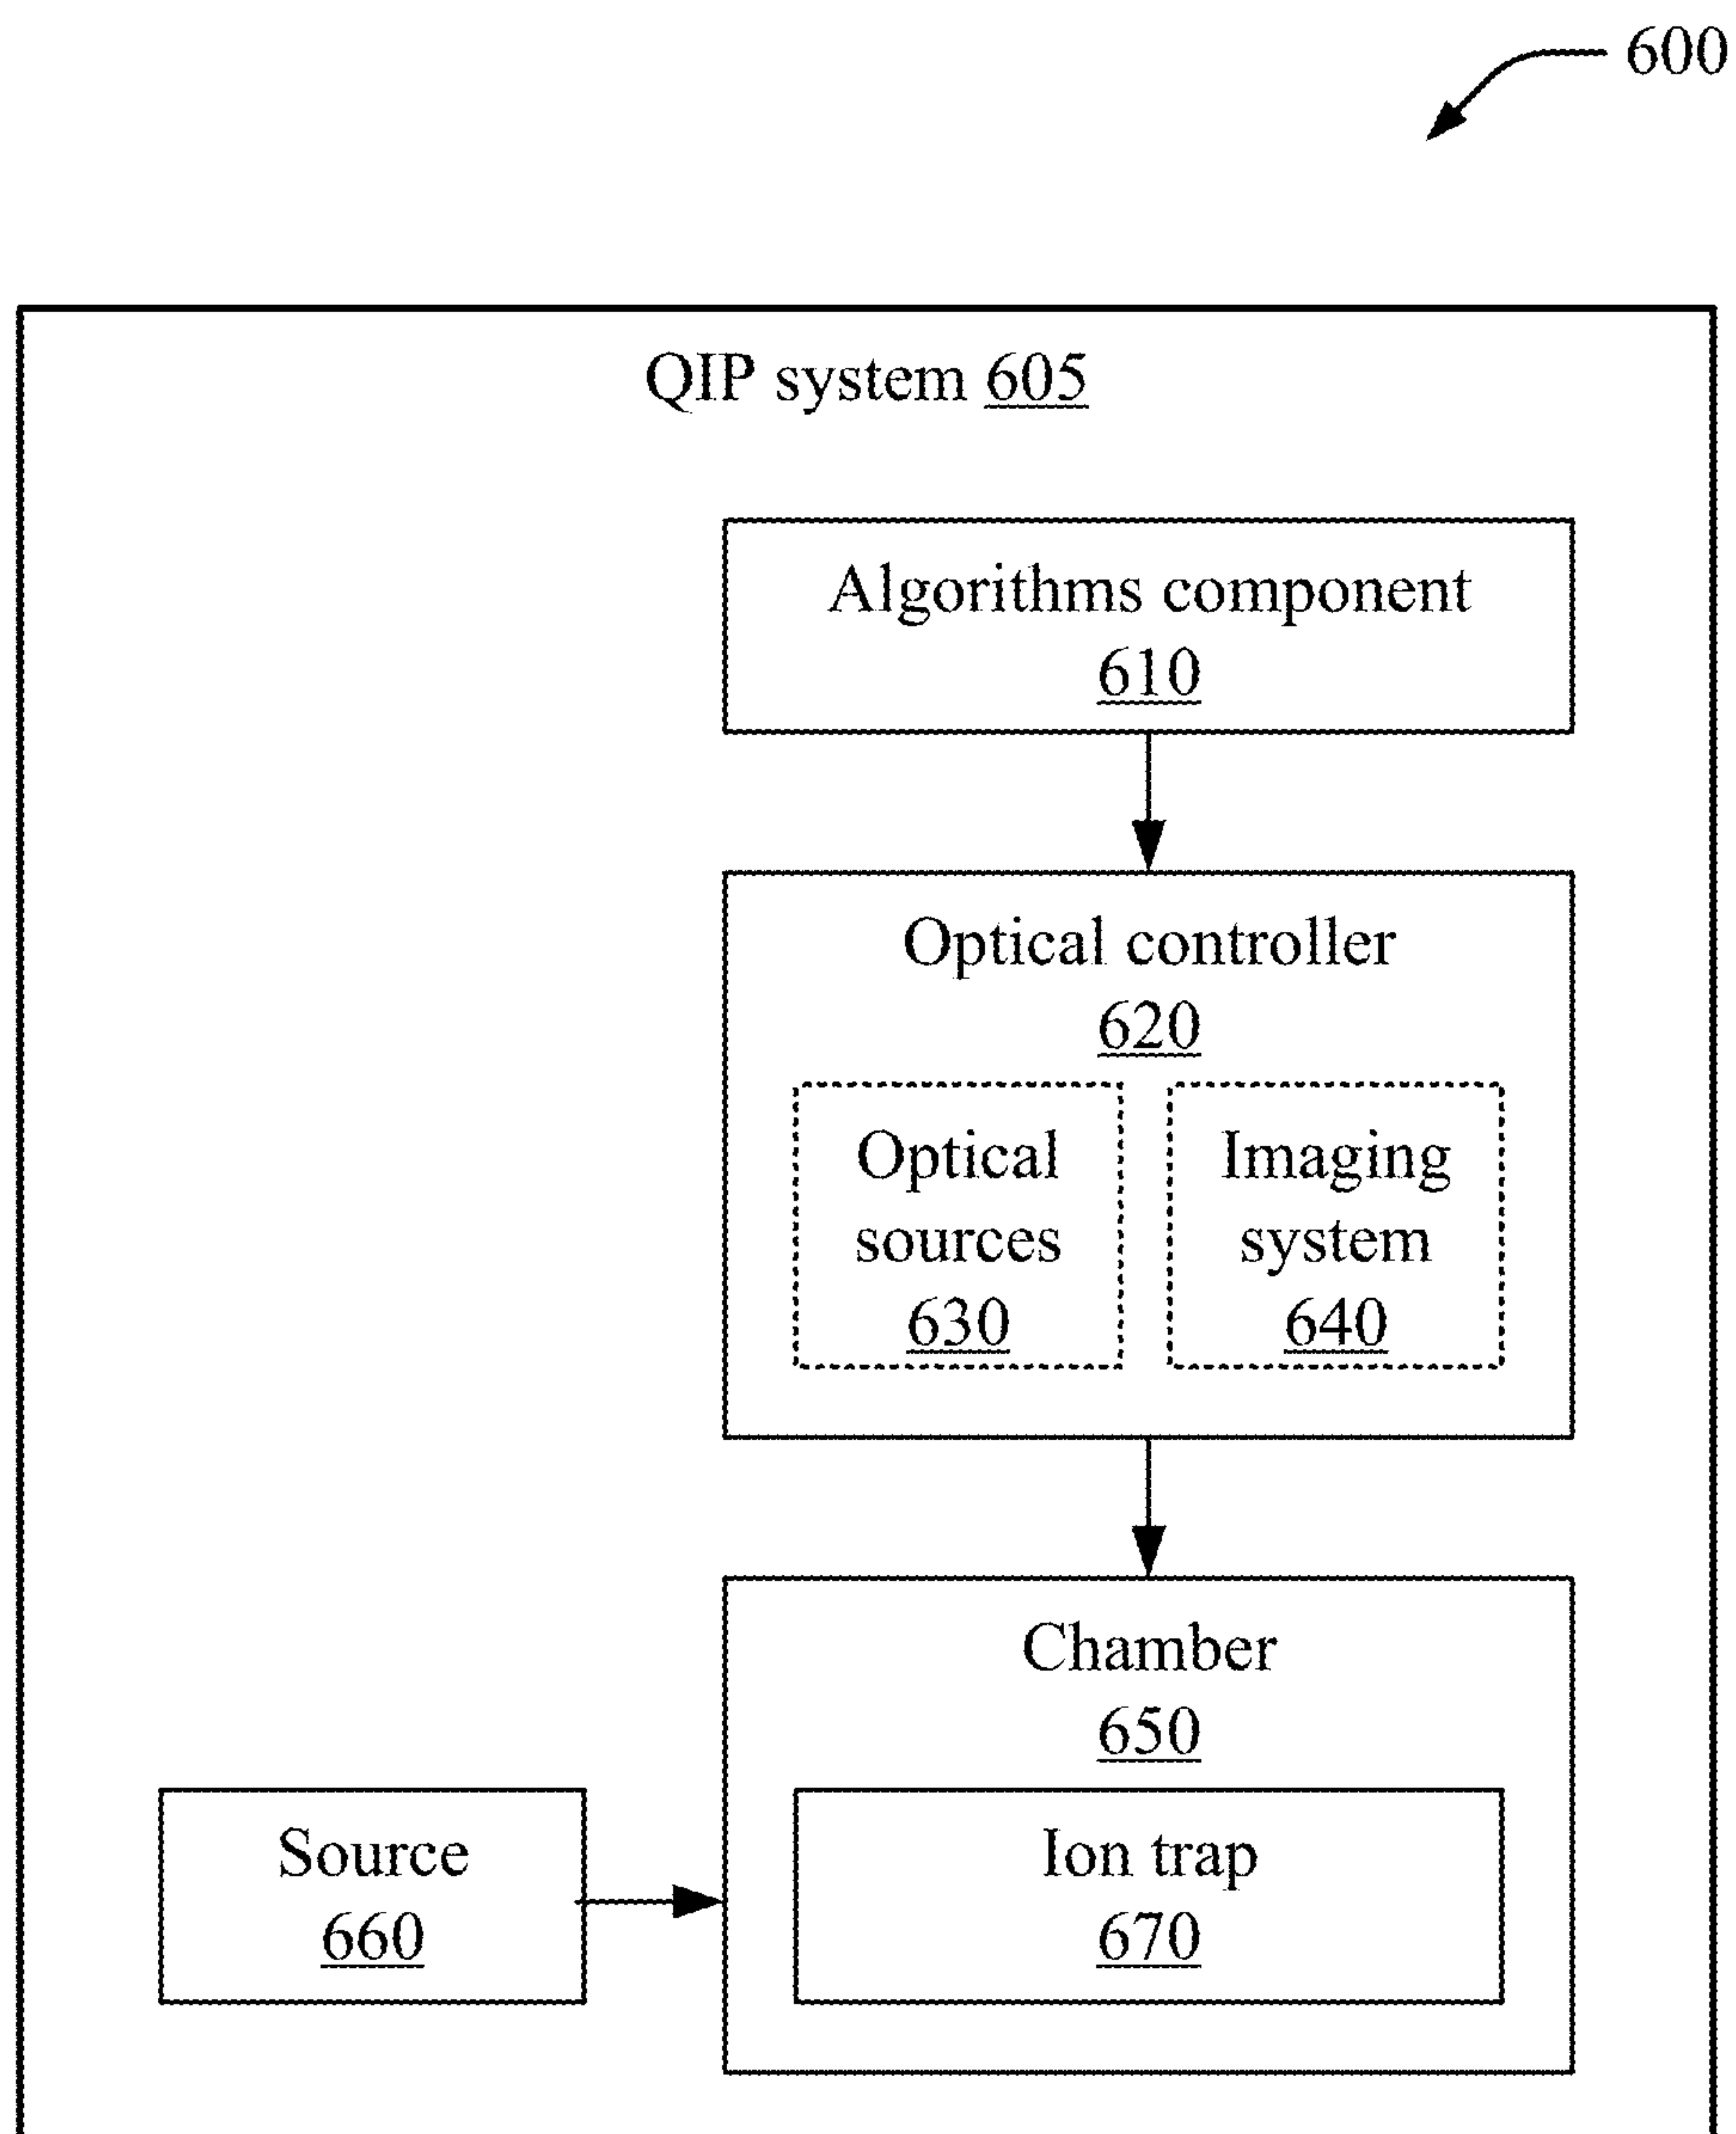 600
QIP system 605
Algorithms component
610
Optical controller
620
Optical
sources
630
Imaging
system
640
Chamber
650
Source
660
Ion trap
670